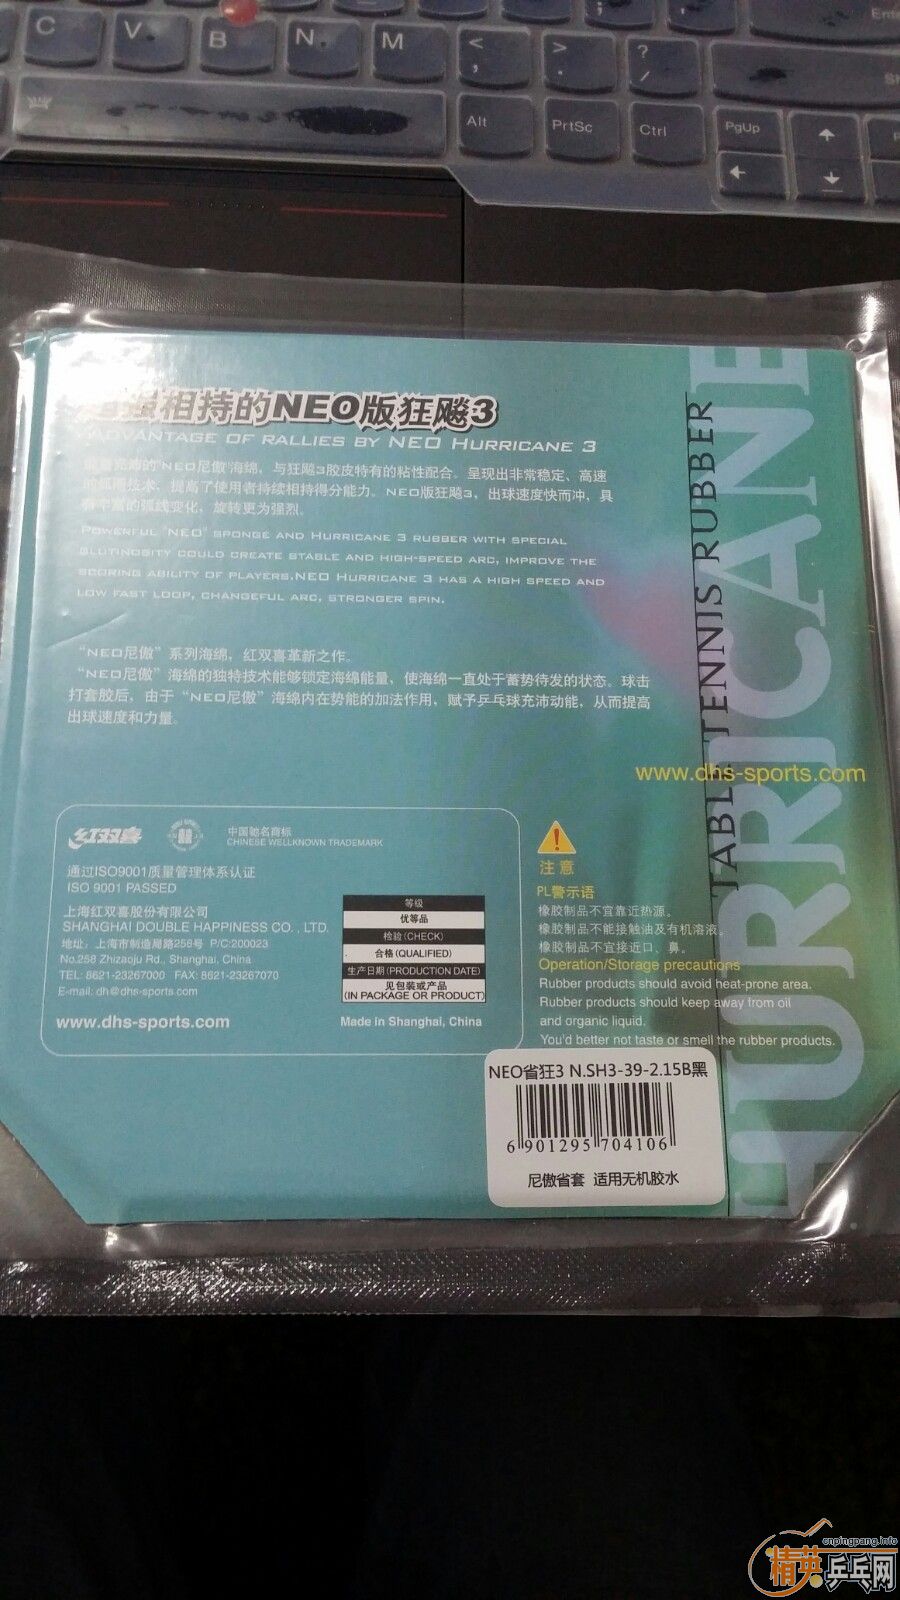 C
V
B
N
M
<
,
>
.
?
/
;
Alt
PrtSc
Ctrl
PgUp
相持的NEO版狂飚3
ADVANTAGE OF RALLIES BY NEO HURRICANE 3
的“NEO尼傲”海绵，与狂飚3胶皮特有的粘性配合。呈现出非常稳定、高速
的弧圈技术，提高了使用者持续相持得分能力。NEO版狂飚3，出球速度快而冲，具
有丰富的弧线变化，旋转更为强烈。
POWERFUL "NEO" SPONGE AND HURRICANE 3 RUBBER WITH SPECIAL
GLUTINOSITY COULD CREATE STABLE AND HIGH-SPEED ARC, IMPROVE THE
SCORING ABILITY OF PLAYERS.NEO HURRICANE 3 HAS A HIGH SPEED AND
LOW FAST LOOP, CHANGEFUL ARC, STRONGER SPIN.
“NEO尼傲”系列海绵，红双喜革新之作。
“NEO尼傲”海绵的独特技术能够锁定海绵能量，使海绵一直处于蓄势待发的状态。球击
打套胶后，由于“NEO尼傲”海绵内在势能的加法作用，赋予乒乓球充沛动能，从而提高
出球速度和力量。
HURRICANE
TABLE TENNIS RUBBER
www.dhs-sports.com
红双喜
中国驰名商标
CHINESE WELLKNOWN TRADEMARK
通过ISO9001质量管理体系认证
ISO 9001 PASSED
上海红双喜股份有限公司
SHANGHAI DOUBLE HAPPINESS CO., LTD.
地址：上海市制造局路258号 P/C:200023
No.258 Zhizaoju Rd., Shanghai, China
TEL: 8621-23267000 FAX: 8621-23267070
E-mail: dh@dhs-sports.com
www.dhs-sports.com
等级
优等品
检验(CHECK)
合格(QUALIFIED)
生产日期(PRODUCTION DATE)
见包装或产品
(IN PACKAGE OR PRODUCT)
Made in Shanghai, China
注意
PL警示语
橡胶制品不宜靠近热源。
橡胶制品不能接触油及有机溶液。
橡胶制品不宜接近口、鼻。
Operation/Storage precautions
Rubber products should avoid heat-prone area.
Rubber products should keep away from oil
and organic liquid.
You'd better not taste or smell the rubber products.
NEO省狂3 N.SH3-39-2.15B黑
6 901295 704106
尼傲省套 适用无机胶水
cnpingpang.info
精英乒乓网